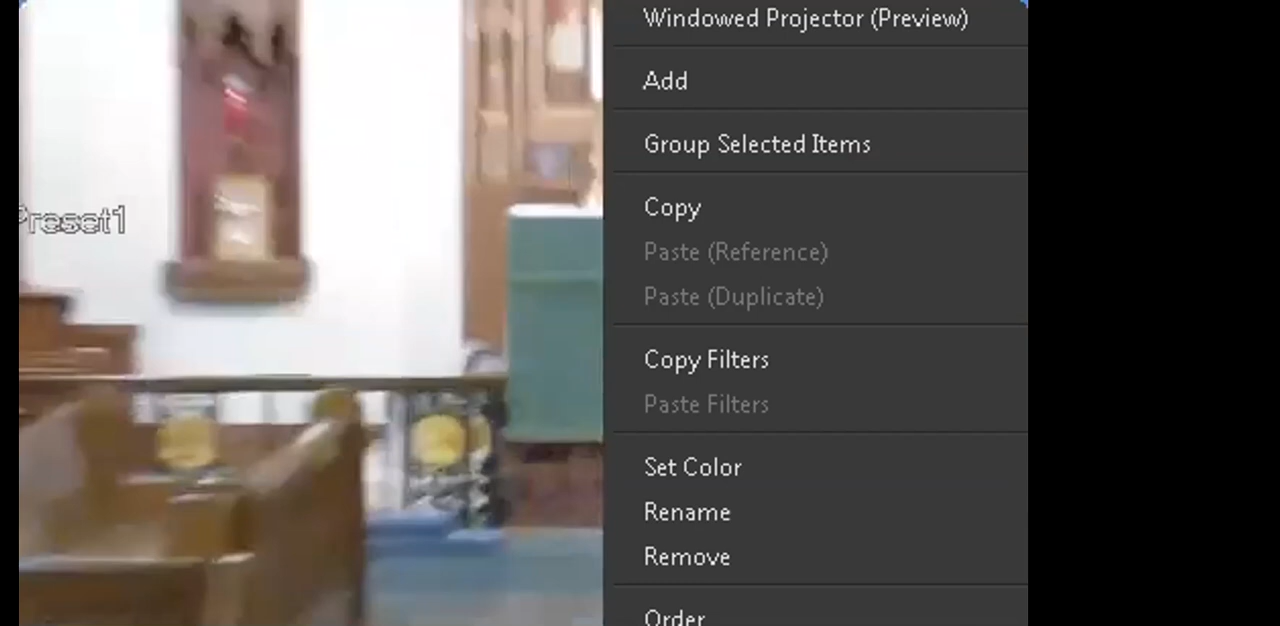 Windowed Projector (Preview)
Add
Group Selected Items
Copy
Preset1
Paste (Reference)
Paste (Duplicate)
Copy Filters
Paste Filters
Set Color
Rename
Remove
Order